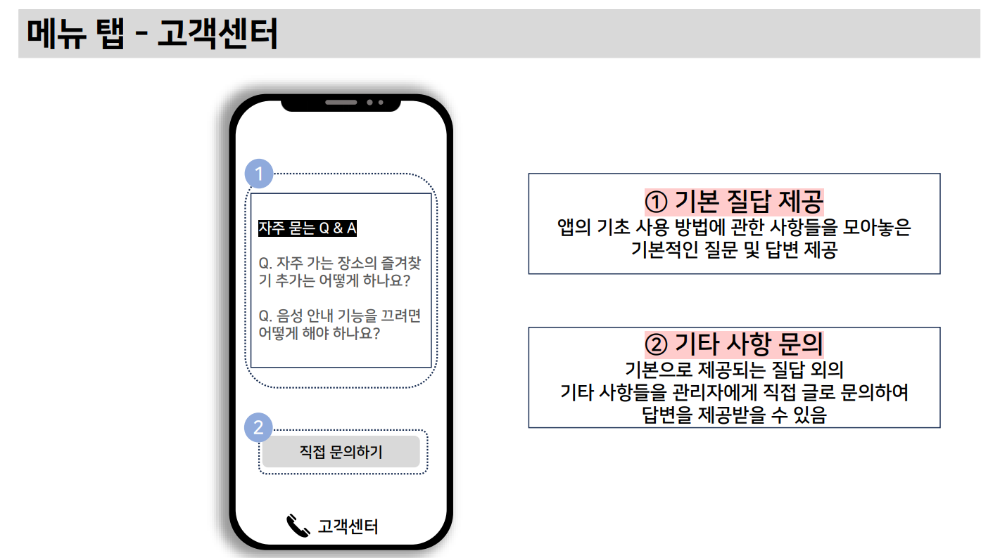 메뉴 탭 - 고객센터
1
자주 묻는 Q & A
Q. 자주 가는 장소의 즐겨찾
기 추가는 어떻게 하나요?
Q. 음성 안내 기능을 끄려면
어떻게 해야 하나요?
2
직접 문의하기
고객센터
① 기본 질답 제공
앱의 기초 사용 방법에 관한 사항들을 모아놓은
기본적인 질문 및 답변 제공
② 기타 사항 문의
기본으로 제공되는 질답 외의
기타 사항들을 관리자에게 직접 글로 문의하여
답변을 제공받을 수 있음